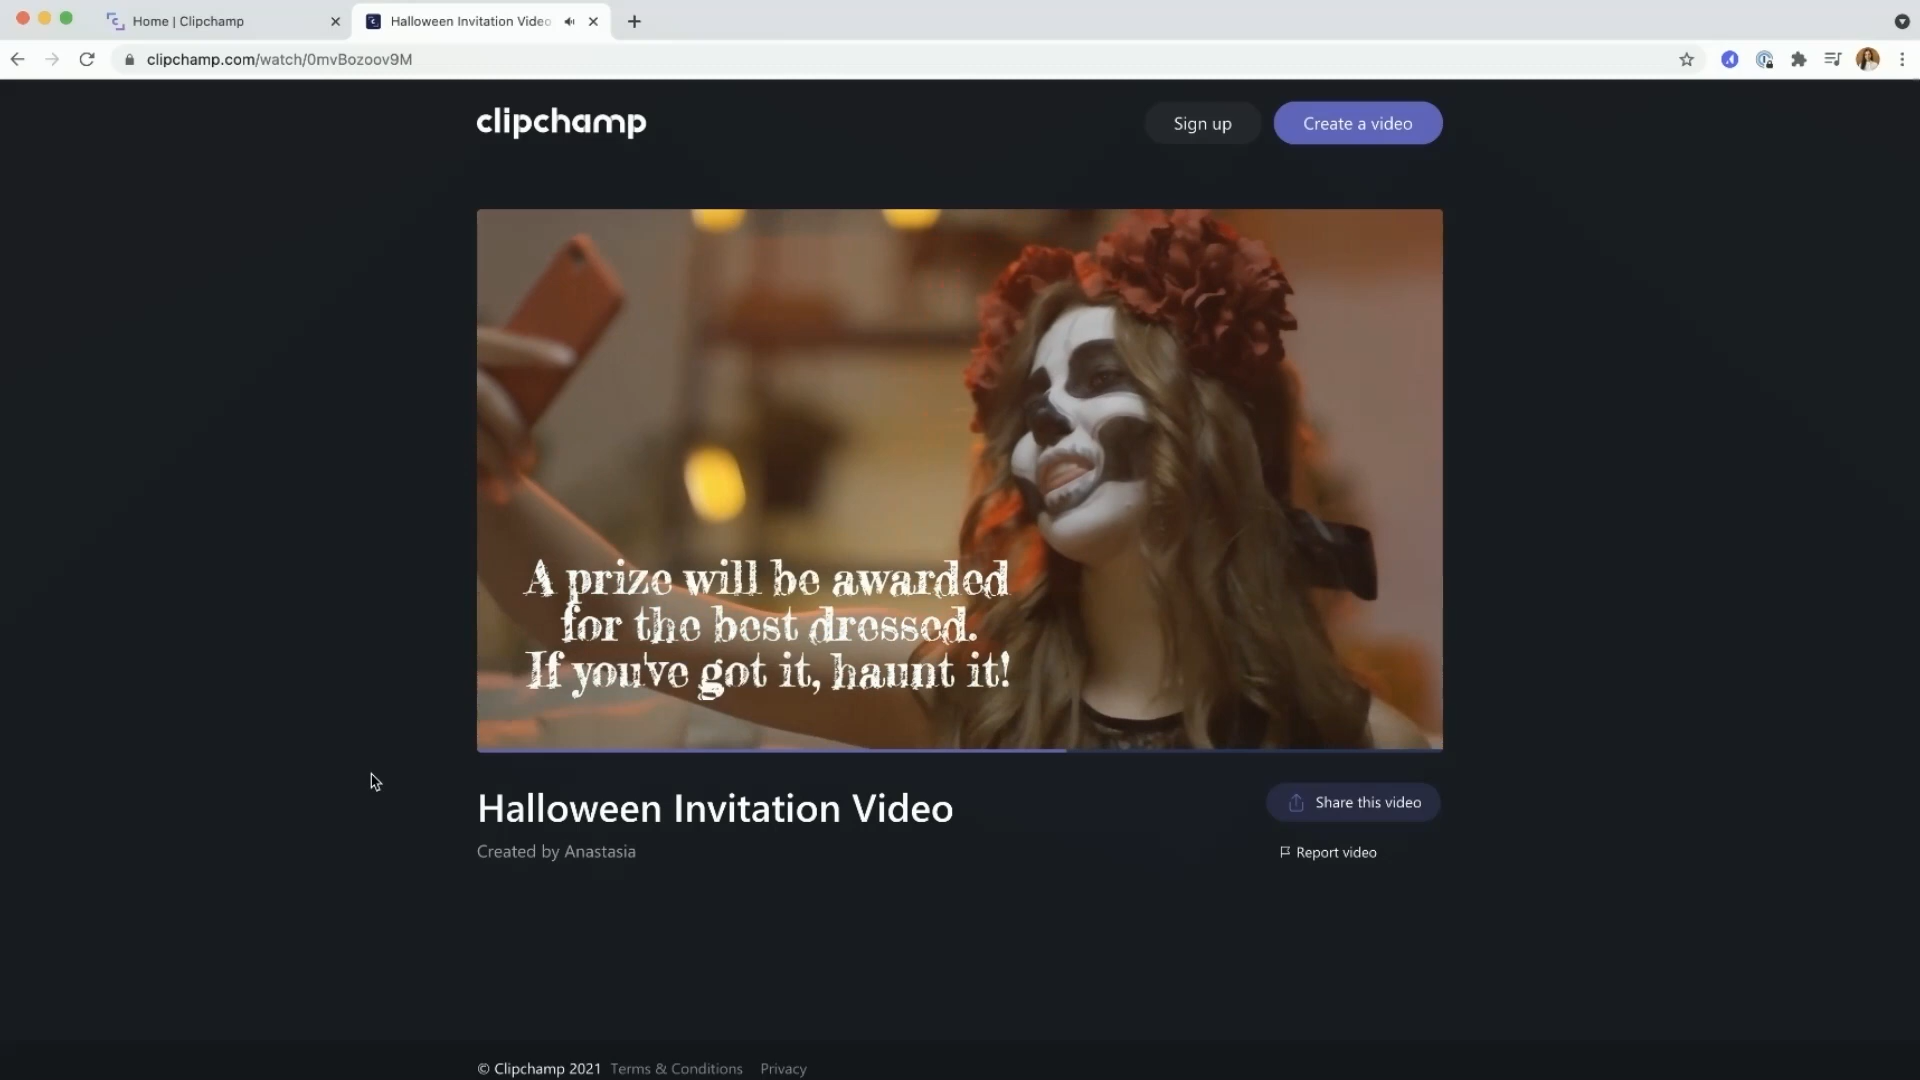 Home | Clipchamp
Halloween Invitation Video
clipchamp.com/watch/0mvBozoov9M
clipchamp
Sign up
Create a video
A prize will be awarded
for the best dressed.
If you've got it, haunt it!
Halloween Invitation Video
Share this video
Created by Anastasia
Report video
© Clipchamp 2021 Terms & Conditions Privacy